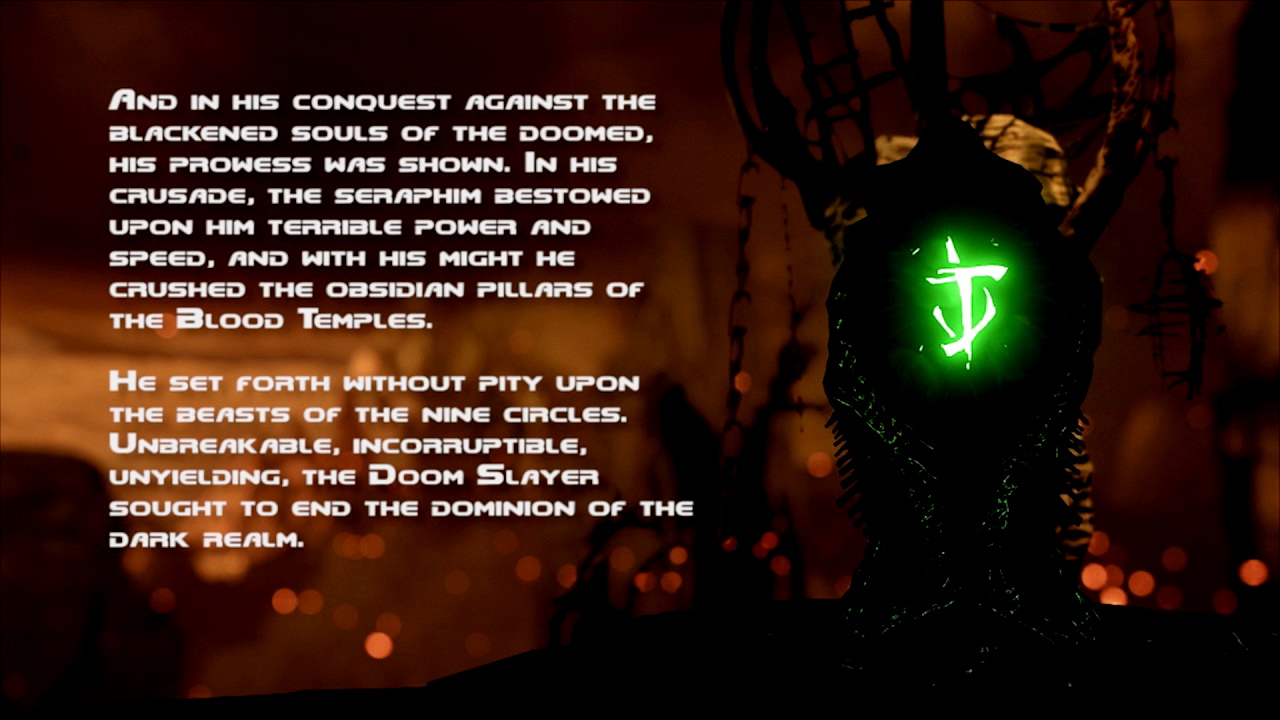 And in his conquest against the
blackened souls of the doomed,
his prowess was shown. In his
crusade, the seraphim bestowed
upon him terrible power and
speed, and with his might he
crushed the obsidian pillars of
the Blood Temples.
He set forth without pity upon
the beasts of the nine circles.
Unbreakable, incorruptible,
unyielding, the Doom Slayer
sought to end the dominion of the
dark realm.